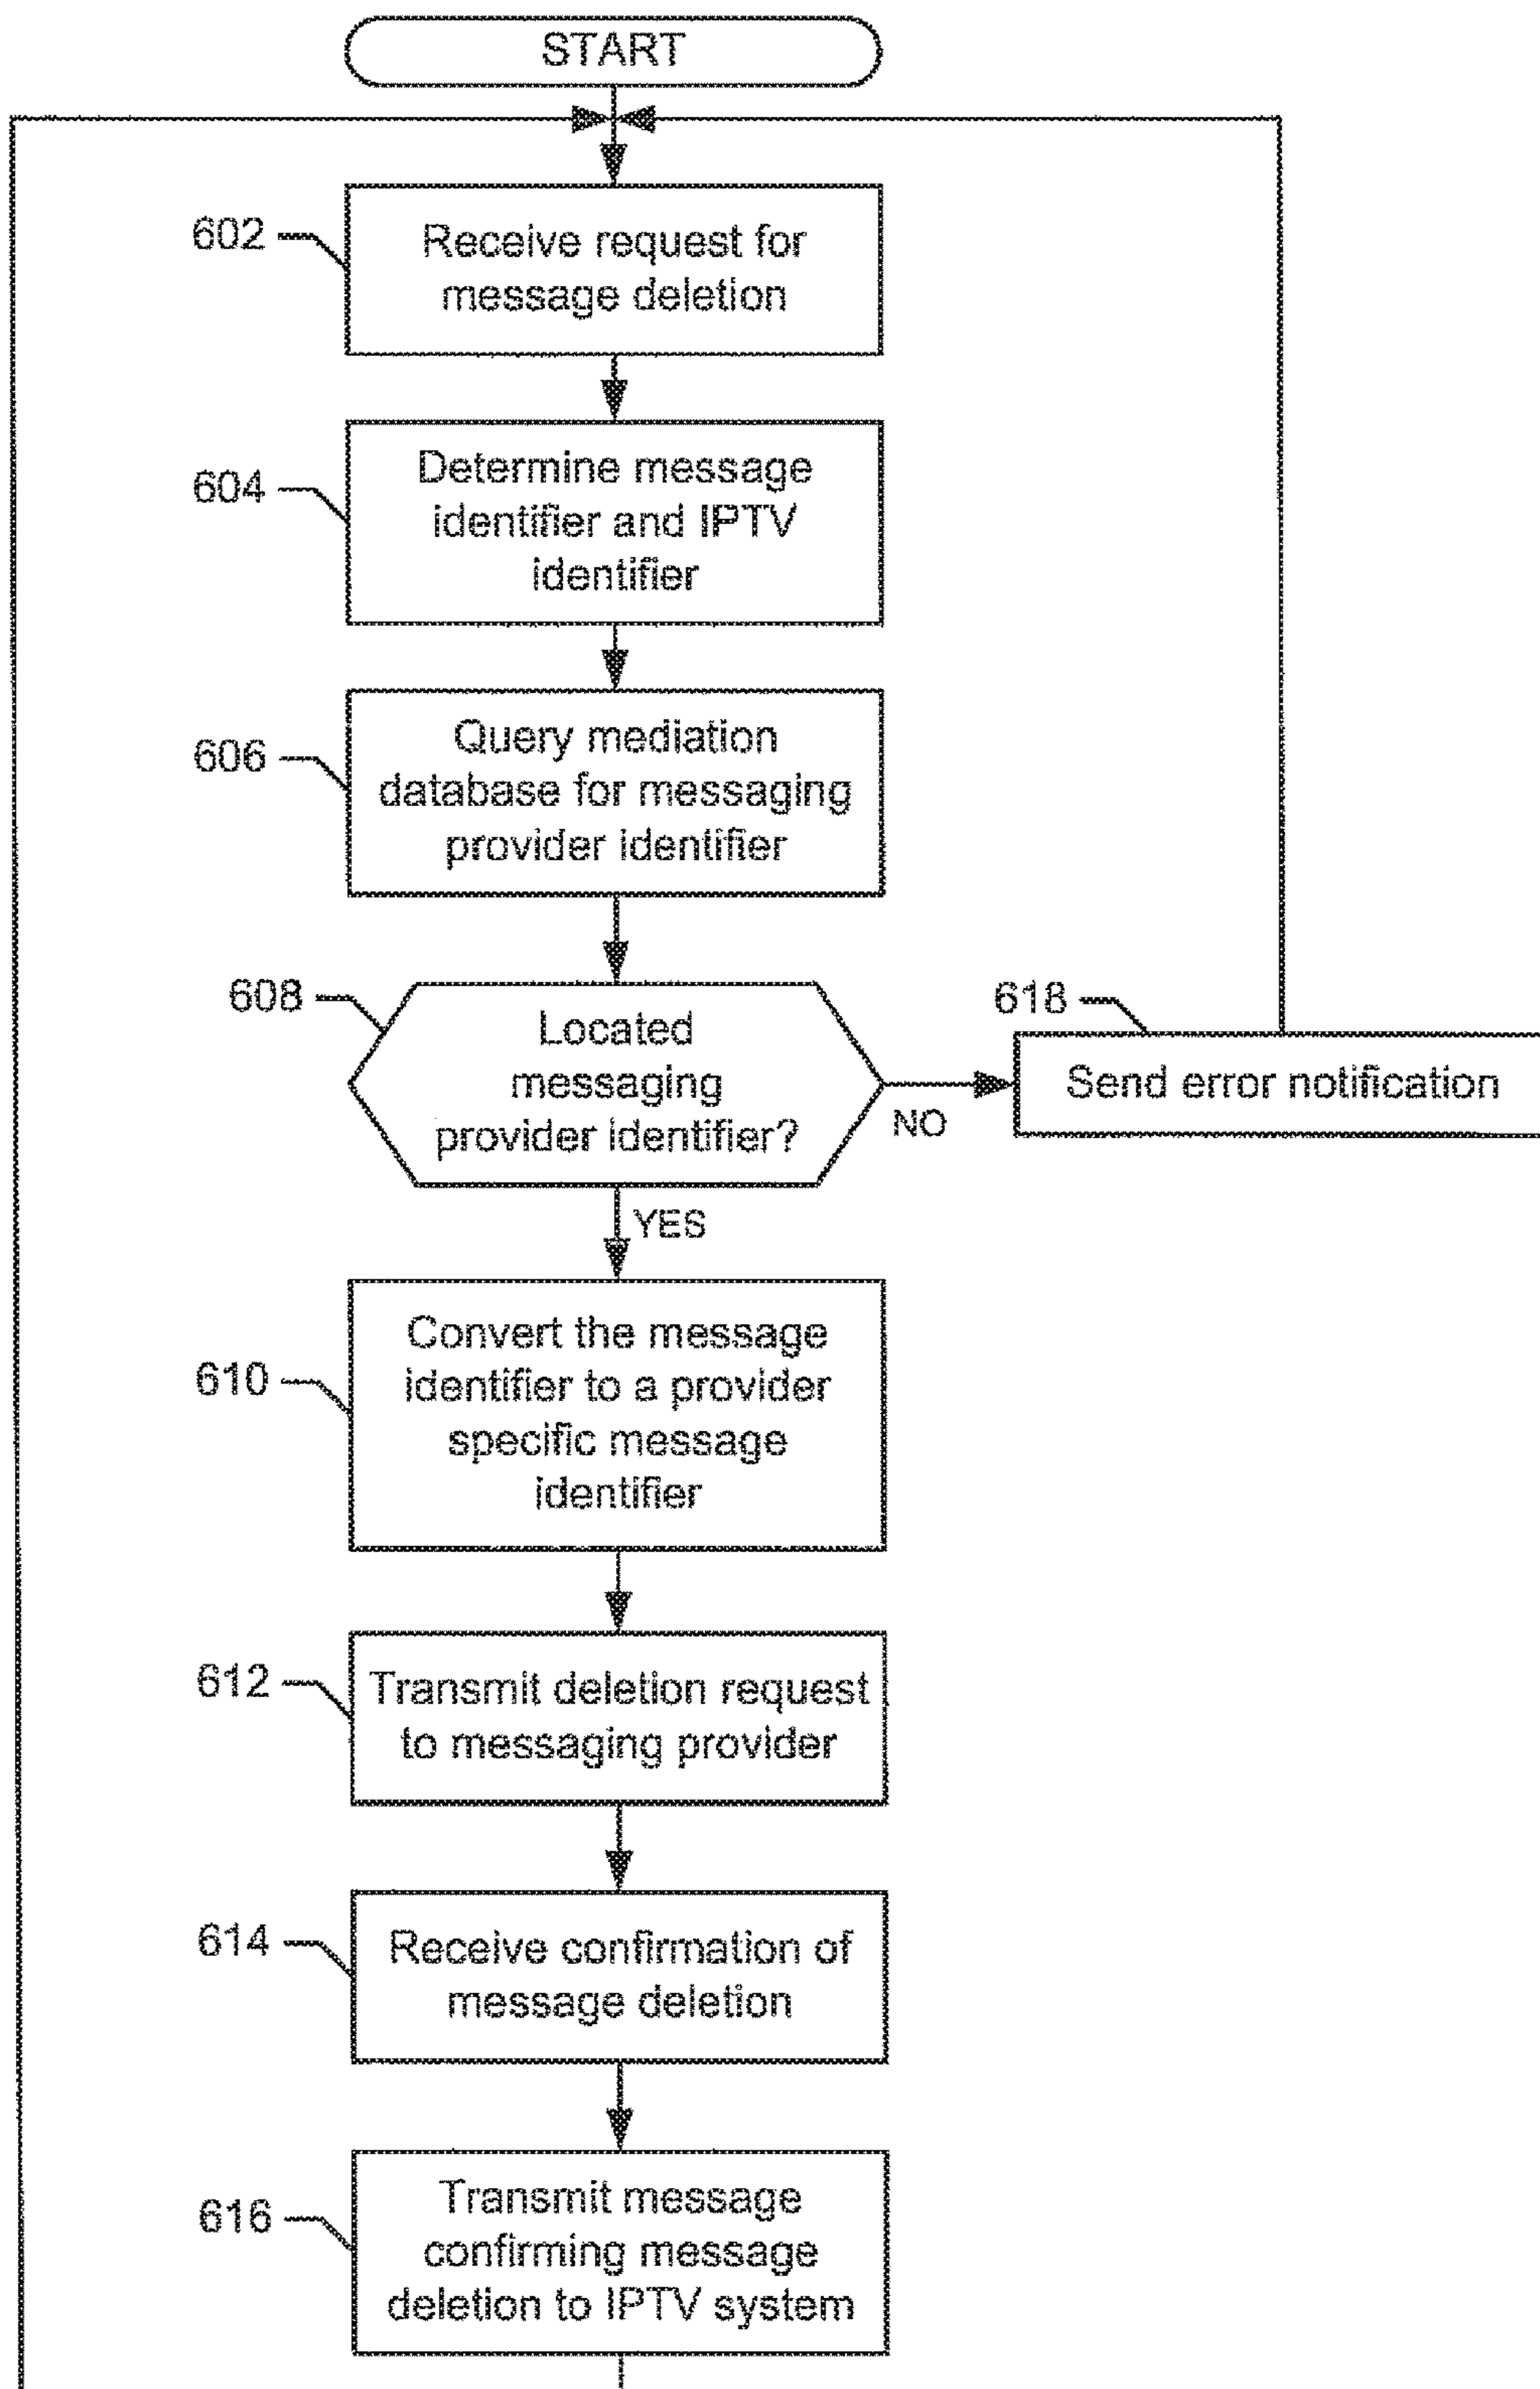 START
602
Receive request for
message deletion
604
Determine message
identifier and IPTV
identifier
606
Query mediation
database for messaging
provider identifier
608
Located
messaging
provider identifier?
NO
618
Send error notification
YES
610
Convert the message
identifier to a provider
specific message
identifier
612
Transmit deletion request
to messaging provider
614
Receive confirmation of
message deletion
616
Transmit message
confirming message
deletion to IPTV system